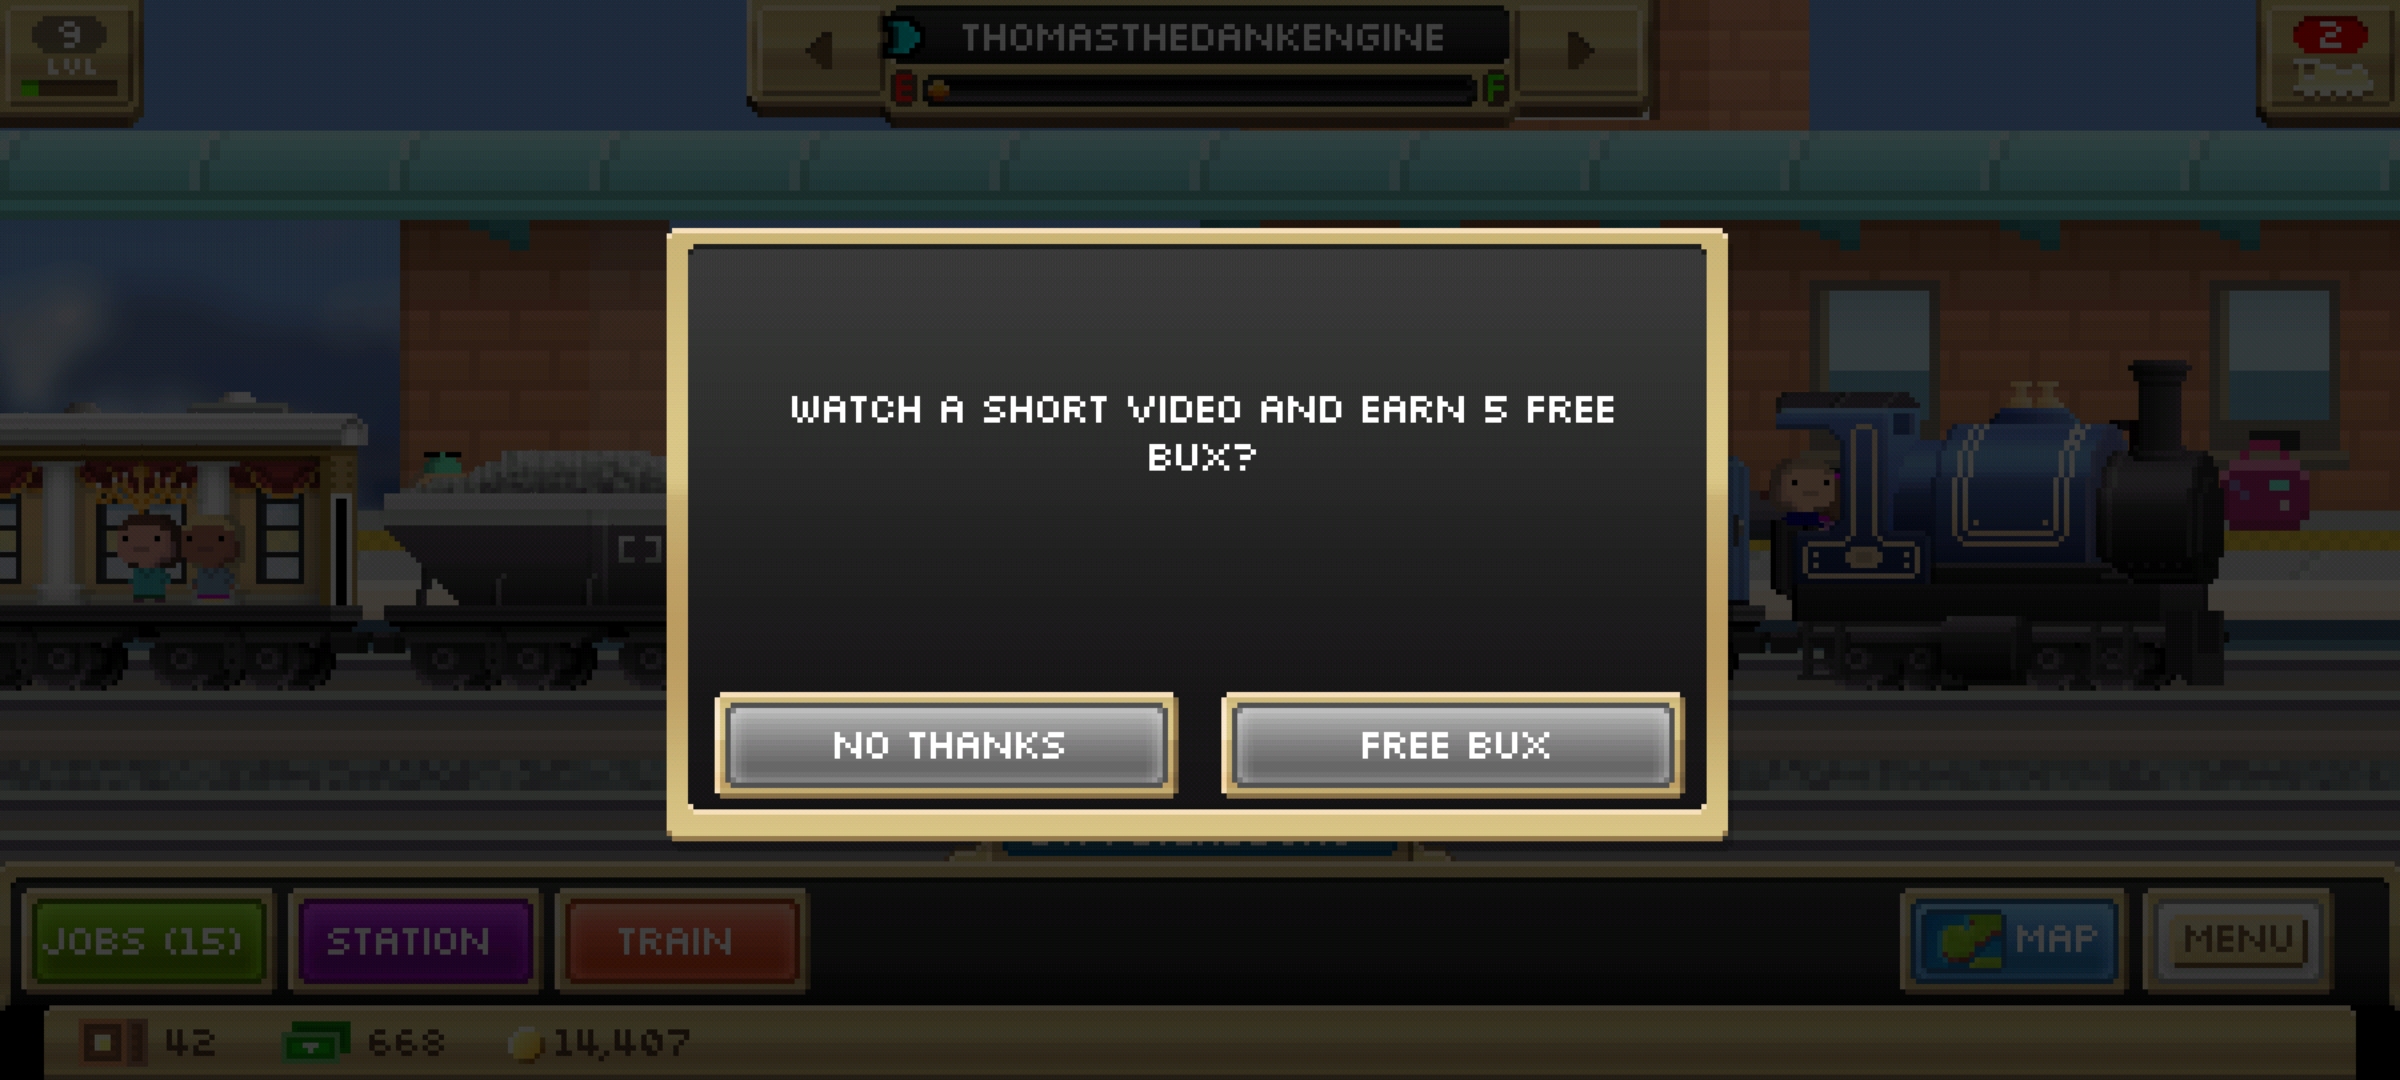 9
LVL
THOMASTHEDANKENGINE
E
F
2
WATCH A SHORT VIDEO AND EARN 5 FREE
BUX?
NO THANKS
FREE BUX
JOBS (15)
STATION
TRAIN
MAP
MENU
42
668
14,407